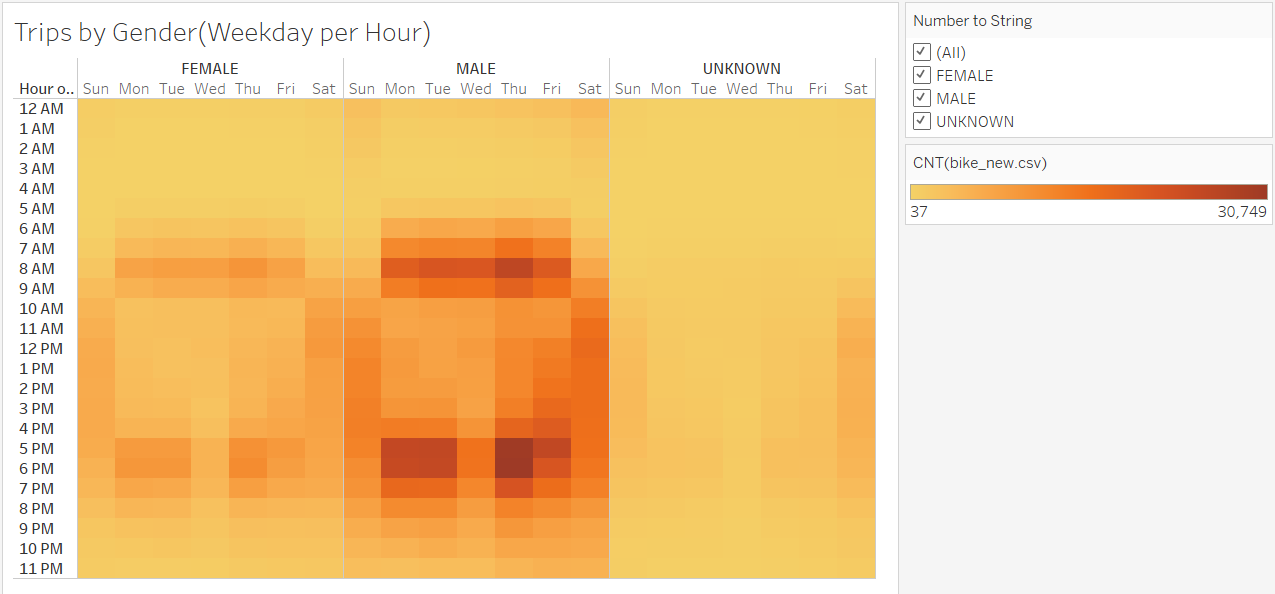 Trips by Gender(Weekday per Hour)
FEMALE MALE UNKNOWN
Hour o.. Sun Mon Tue Wed Thu Fri Sat Sun Mon Tue Wed Thu Fri Sat Sun Mon Tue Wed Thu Fri Sat
12 AM
1 AM
2 AM
3 AM
4 AM
5 AM
6 AM
7 AM
8 AM
9 AM
10 AM
11 AM
12 PM
1 PM
2 PM
3 PM
4 PM
5 PM
6 PM
7 PM
8 PM
9 PM
10 PM
11 PM
Number to String
(All)
FEMALE
MALE
UNKNOWN
CNT(bike_new.csv)
37 30,749